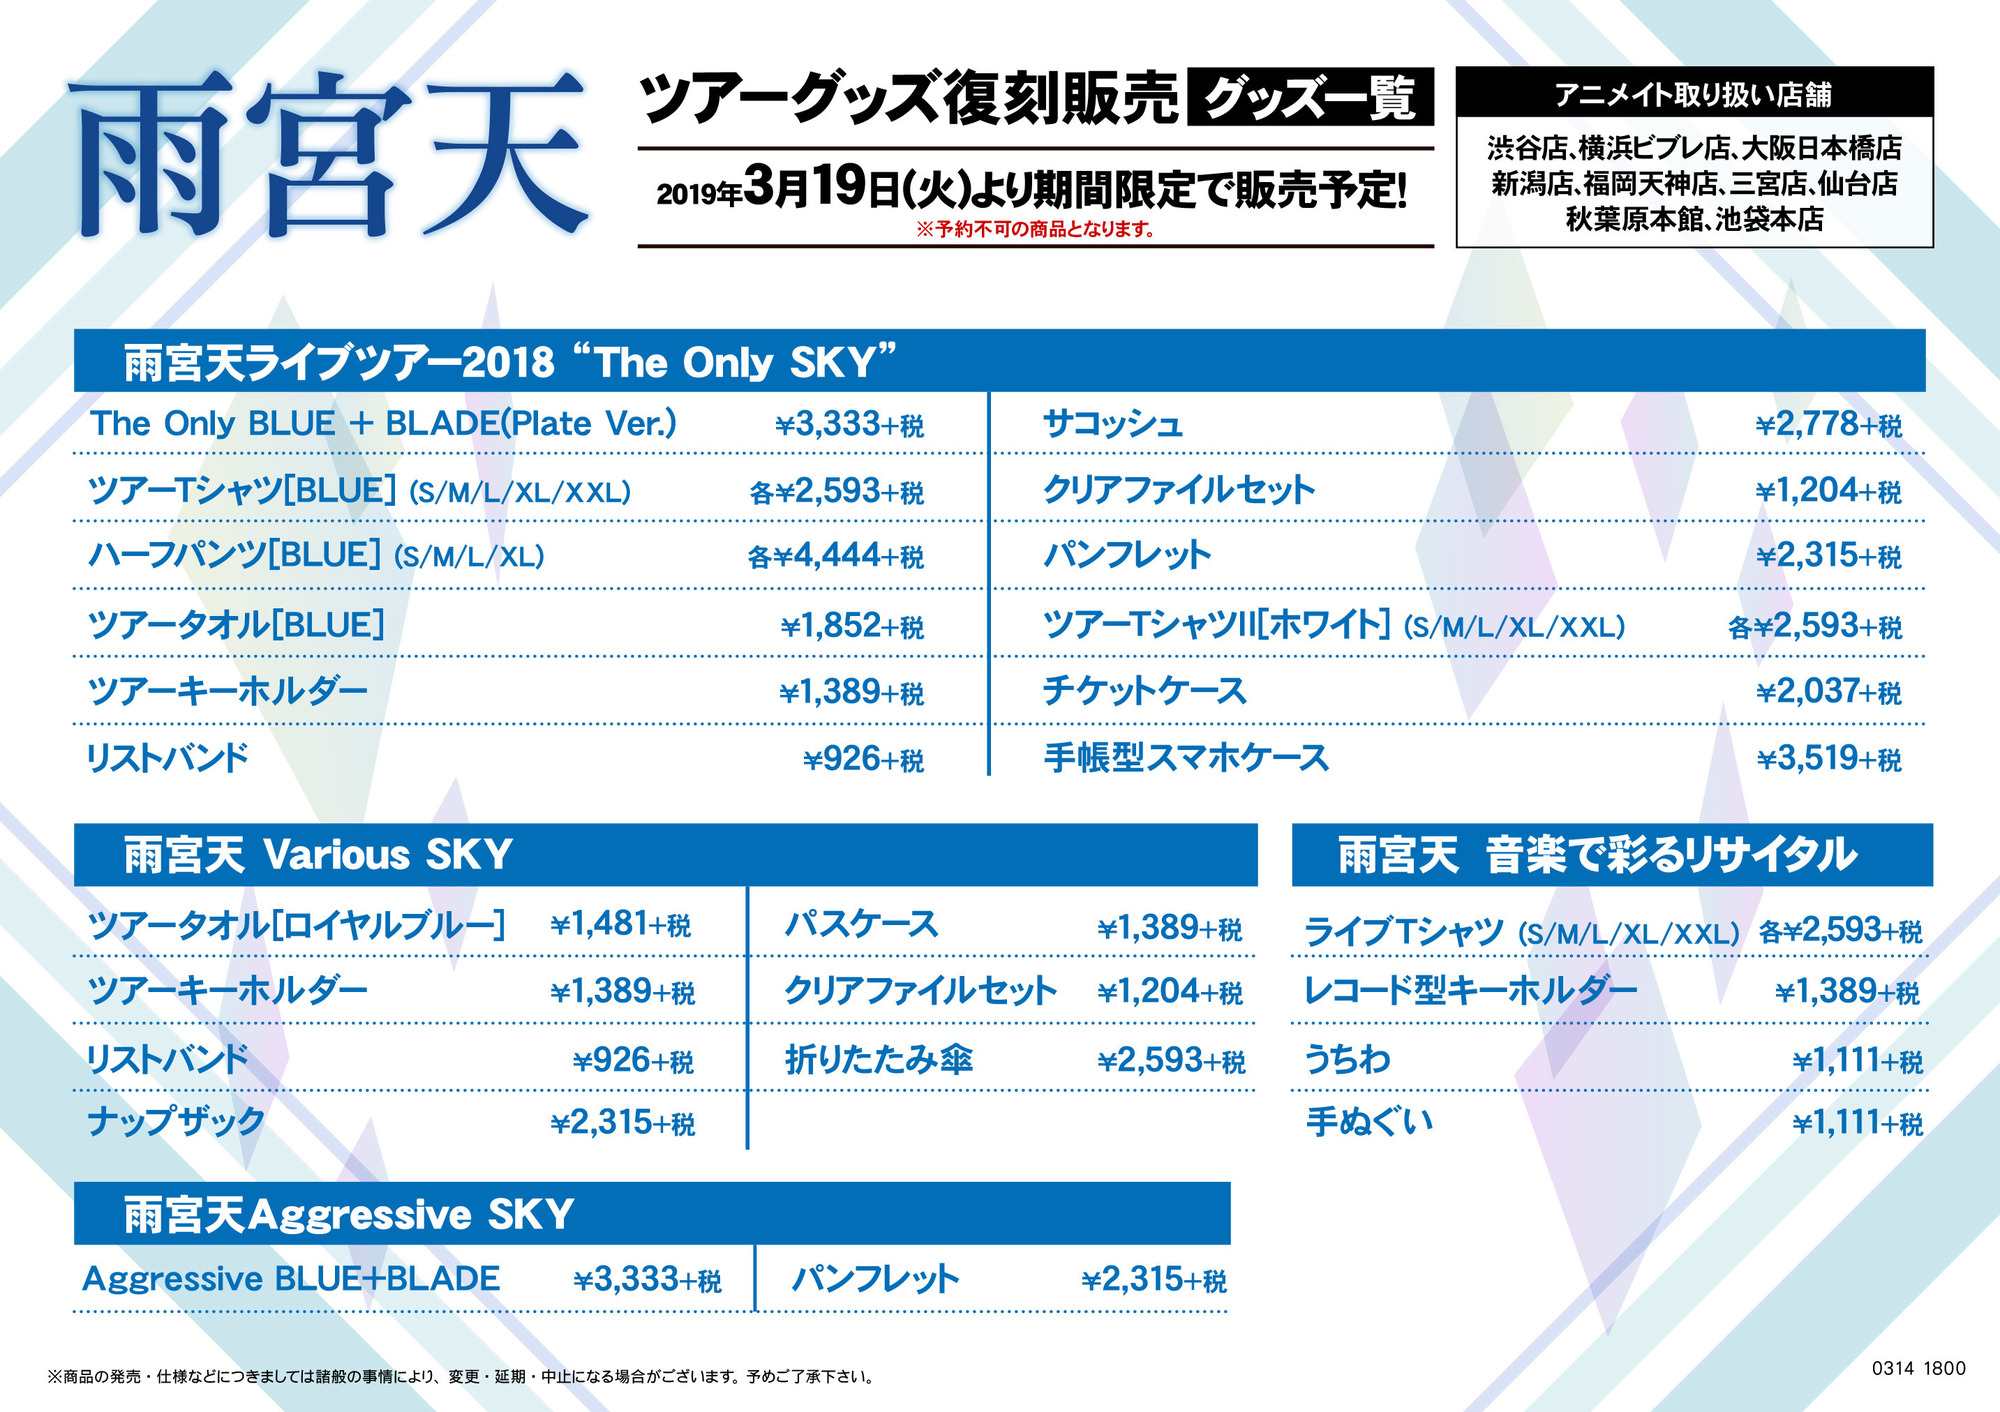 雨宮天
ツアーグッズ復刻販売 グッズ一覧
2019年3月19日(火)より期間限定で販売予定!
※予約不可の商品となります。
アニメイト取り扱い店舗
渋谷店、横浜ビブレ店、大阪日本橋店
新潟店、福岡天神店、三宮店、仙台店
秋葉原本館、池袋本店
雨宮天ライブツアー2018 “The Only SKY”
The Only BLUE + BLADE(Plate Ver.) ¥3,333+税
ツアーTシャツ[BLUE] (S/M/L/XL/XXL) 各¥2,593+税
ハーフパンツ[BLUE] (S/M/L/XL) 各¥4,444+税
ツアータオル[BLUE] ¥1,852+税
ツアーキーホルダー ¥1,389+税
リストバンド ¥926+税
サコッシュ ¥2,778+税
クリアファイルセット ¥1,204+税
パンフレット ¥2,315+税
ツアーTシャツII[ホワイト] (S/M/L/XL/XXL) 各¥2,593+税
チケットケース ¥2,037+税
手帳型スマホケース ¥3,519+税
雨宮天 Various SKY
ツアータオル[ロイヤルブルー] ¥1,481+税
ツアーキーホルダー ¥1,389+税
リストバンド ¥926+税
ナップザック ¥2,315+税
パスケース ¥1,389+税
クリアファイルセット ¥1,204+税
折りたたみ傘 ¥2,593+税
雨宮天 音楽で彩るリサイタル
ライブTシャツ (S/M/L/XL/XXL) 各¥2,593+税
レコード型キーホルダー ¥1,389+税
うちわ ¥1,111+税
手ぬぐい ¥1,111+税
雨宮天Aggressive SKY
Aggressive BLUE+BLADE ¥3,333+税
パンフレット ¥2,315+税
※商品の発売・仕様などにつきましては諸般の事情により、変更・延期・中止になる場合がございます。予めご了承下さい。
0314 1800